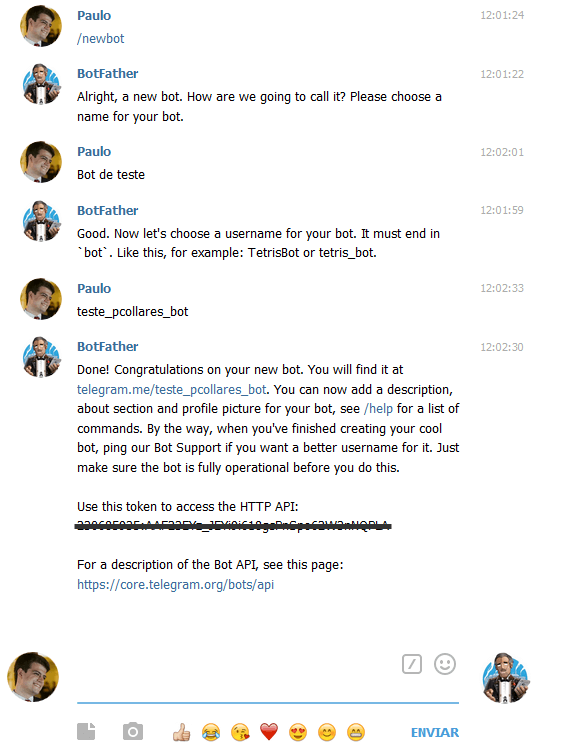 Paulo 12:01:24
/newbot
BotFather 12:01:22
Alright, a new bot. How are we going to call it? Please choose a
name for your bot.
Paulo 12:02:01
Bot de teste
BotFather 12:01:59
Good. Now let's choose a username for your bot. It must end in
`bot`. Like this, for example: TetrisBot or tetris_bot.
Paulo 12:02:33
teste_pcollares_bot
BotFather 12:02:30
Done! Congratulations on your new bot. You will find it at
telegram.me/teste_pcollares_bot. You can now add a description,
about section and profile picture for your bot, see /help for a list of
commands. By the way, when you've finished creating your cool
bot, ping our Bot Support if you want a better username for it. Just
make sure the bot is fully operational before you do this.
Use this token to access the HTTP API:
For a description of the Bot API, see this page:
https://core.telegram.org/bots/api
ENVIAR